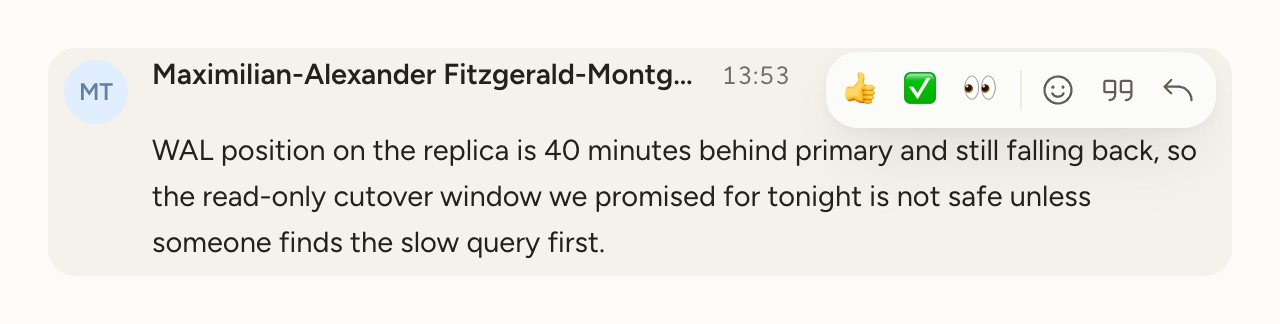 MT
Maximilian-Alexander Fitzgerald-Montg... 13:53
WAL position on the replica is 40 minutes behind primary and still falling back, so
the read-only cutover window we promised for tonight is not safe unless
someone finds the slow query first.